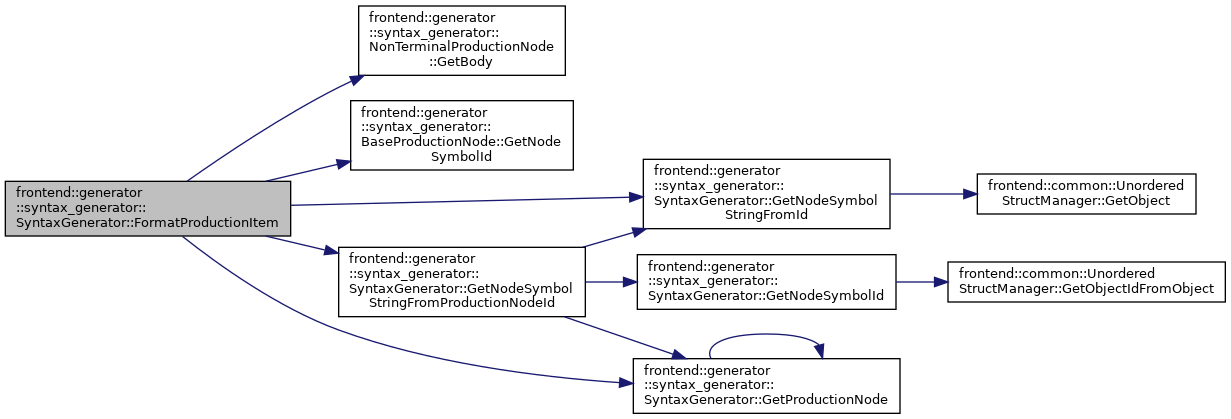 frontend::generator
::syntax_generator::
NonTerminalProductionNode
::GetBody
frontend::generator
::syntax_generator::
BaseProductionNode::GetNode
SymbolId
frontend::generator
::syntax_generator::
SyntaxGenerator::FormatProductionItem
frontend::generator
::syntax_generator::
SyntaxGenerator::GetNodeSymbol
StringFromId
frontend::common::Unordered
StructManager::GetObject
frontend::generator
::syntax_generator::
SyntaxGenerator::GetNodeSymbol
StringFromProductionNodeId
frontend::generator
::syntax_generator::
SyntaxGenerator::GetNodeSymbolId
frontend::common::Unordered
StructManager::GetObjectIdFromObject
frontend::generator
::syntax_generator::
SyntaxGenerator::GetProductionNode